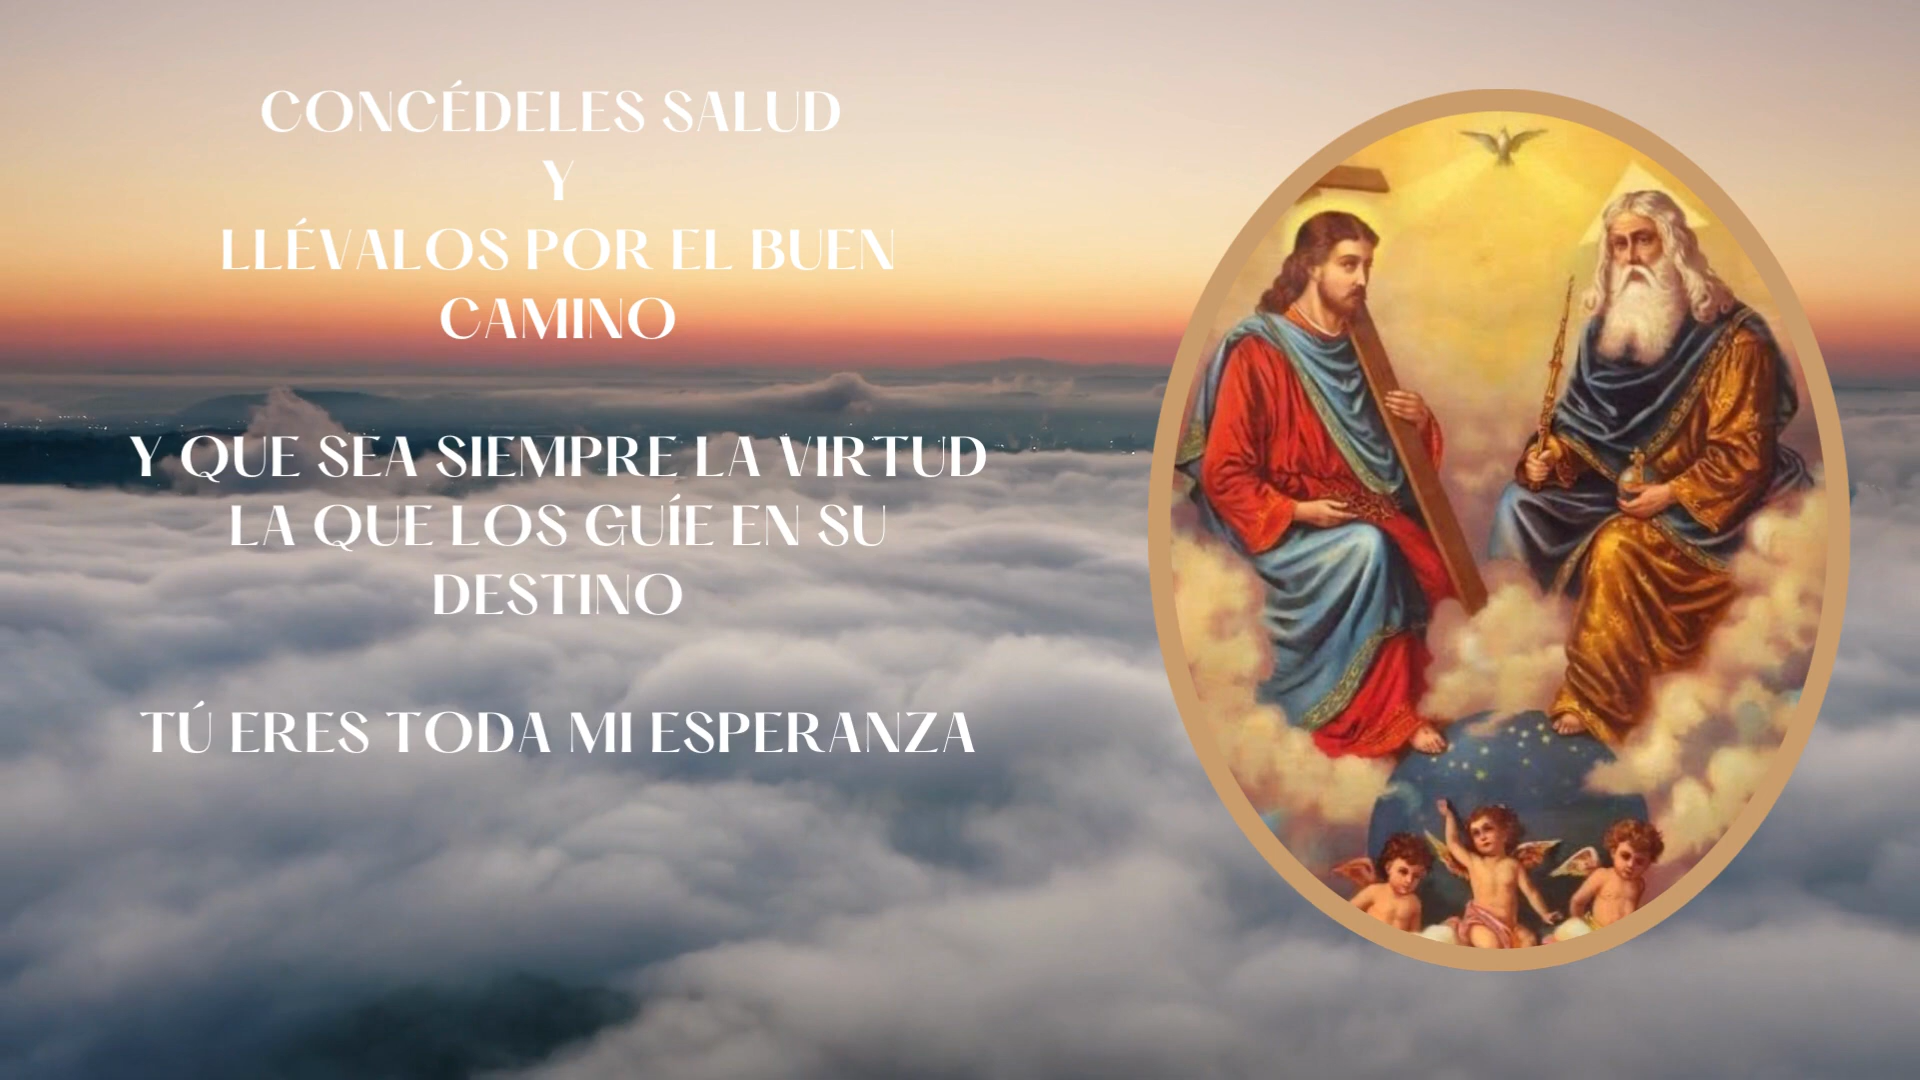 CONCÉDELES SALUD
Y
LLÉVALOS POR EL BUEN
CAMINO
Y QUE SEA SIEMPRE LA VIRTUD
LA QUE LOS GUÍE EN SU
DESTINO
TÚ ERES TODA MI ESPERANZA